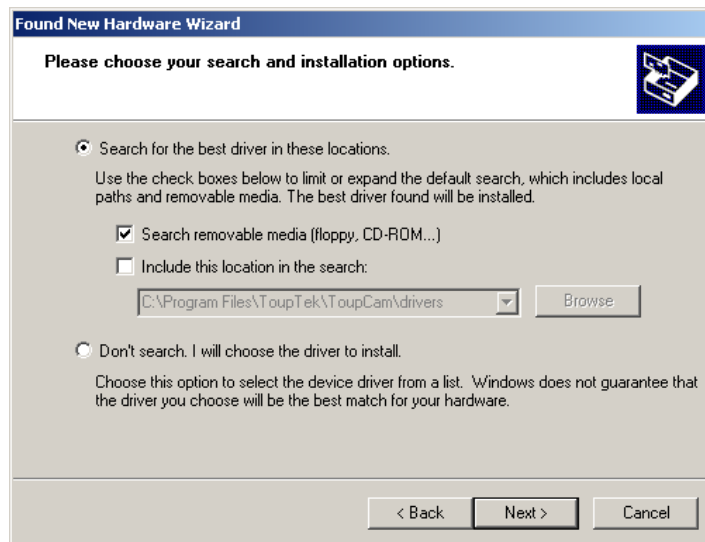 Found New Hardware Wizard
Please choose your search and installation options.
Search for the best driver in these locations.
Use the check boxes below to limit or expand the default search, which includes local
paths and removable media. The best driver found will be installed.
Search removable media (floppy, CD-ROM...)
Include this location in the search:
C:\Program Files\ToupTek\ToupCam\drivers
Browse
Don't search. I will choose the driver to install.
Choose this option to select the device driver from a list. Windows does not guarantee that
the driver you choose will be the best match for your hardware.
< Back Next > Cancel